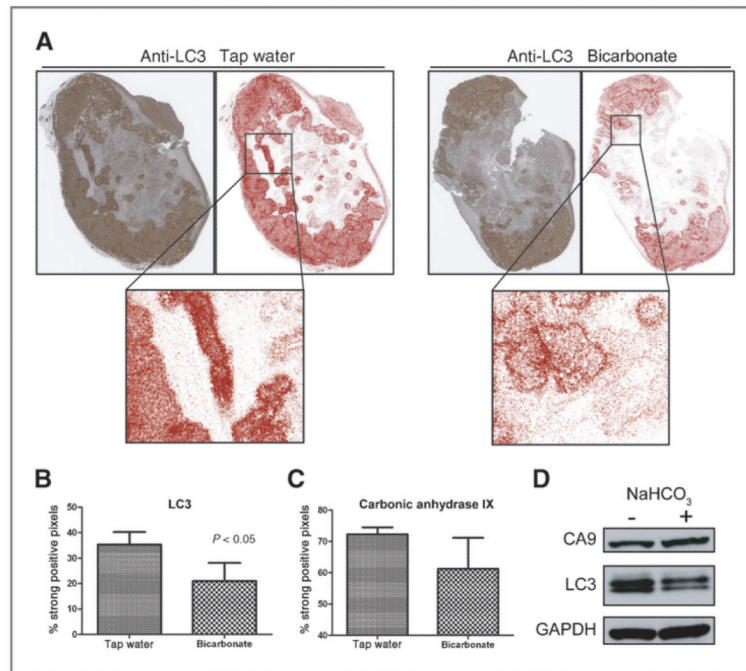 A
Anti-LC3 Tap water
Anti-LC3 Bicarbonate
B
LC3
% strong positive pixels
50
40
30
20
10
0
P < 0.05
Tap water
Bicarbonate
C
Carbonic anhydrase IX
% strong positive pixels
80
70
60
50
40
Tap water
Bicarbonate
D
NaHCO₃
- +
CA9
LC3
GAPDH